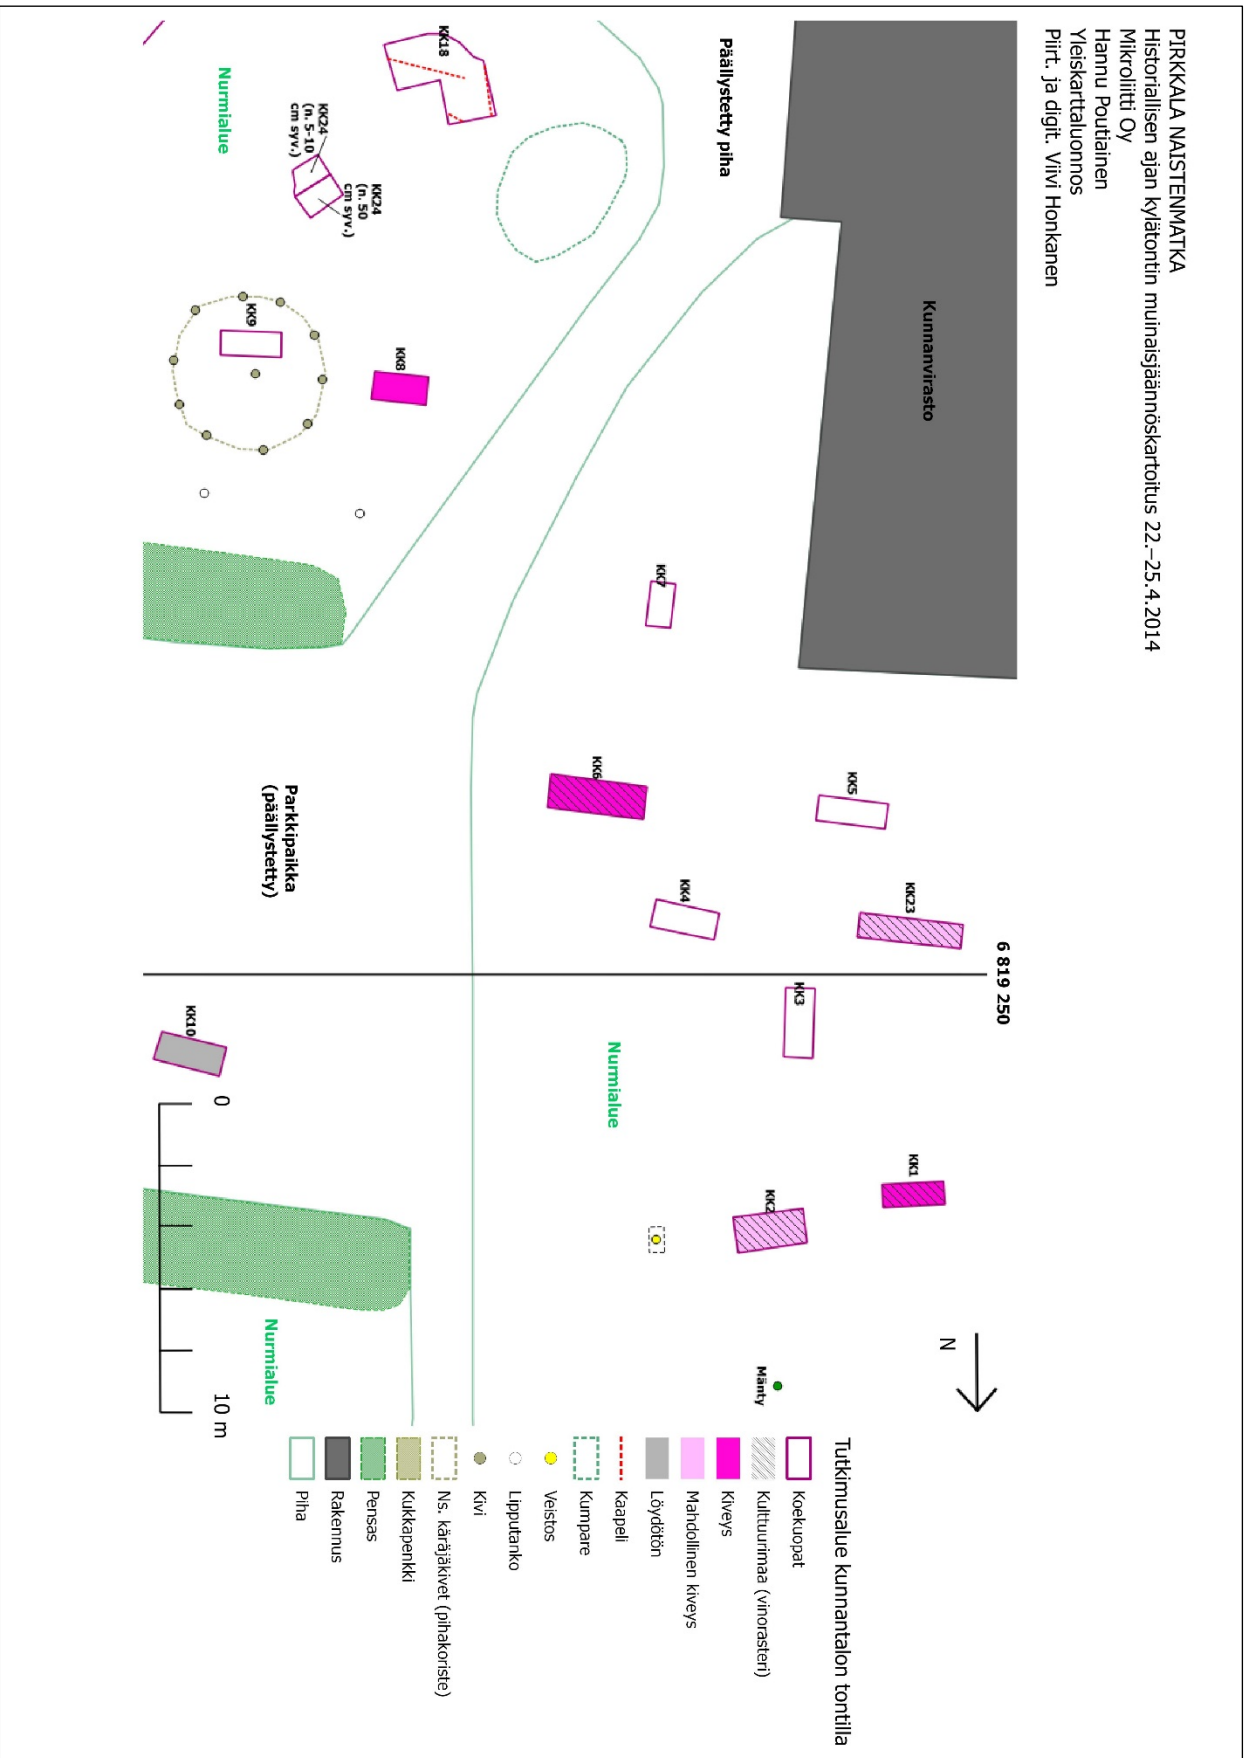 PIRKKALA NAISTENMATKA
Historiallisen ajan kylätontin muinaisjäännöskartoitus 22.–25.4.2014
Mikroliitti Oy
Hannu Poutiainen
Yleiskarttaluonnos
Piirt. ja digit. Viivi Honkanen
Kunnanvirasto
Päällystetty piha
KK18
Nurmialue
KK24
(n. 5-10
cm syv.)
KK24
(n. 50
cm syv.)
KK9
KK8
KK7
KK6
KK5
KK4
KK23
6 819 250
KK3
Parkkipaikka
(päällystetty)
KK10
Nurmialue
KK1
KK2
Mänty
N
Nurmialue
0
10 m
Tutkimusalue kunnantalon tontilla
Koekuopat
Kulttuurimaa (vinorasteri)
Kiveys
Mahdollinen kiveys
Löydötön
Kaapeli
Kumpare
Veistos
Lipputanko
Kivi
Ns. käräjäkivet (pihakoriste)
Kukkapenkki
Pensas
Rakennus
Piha